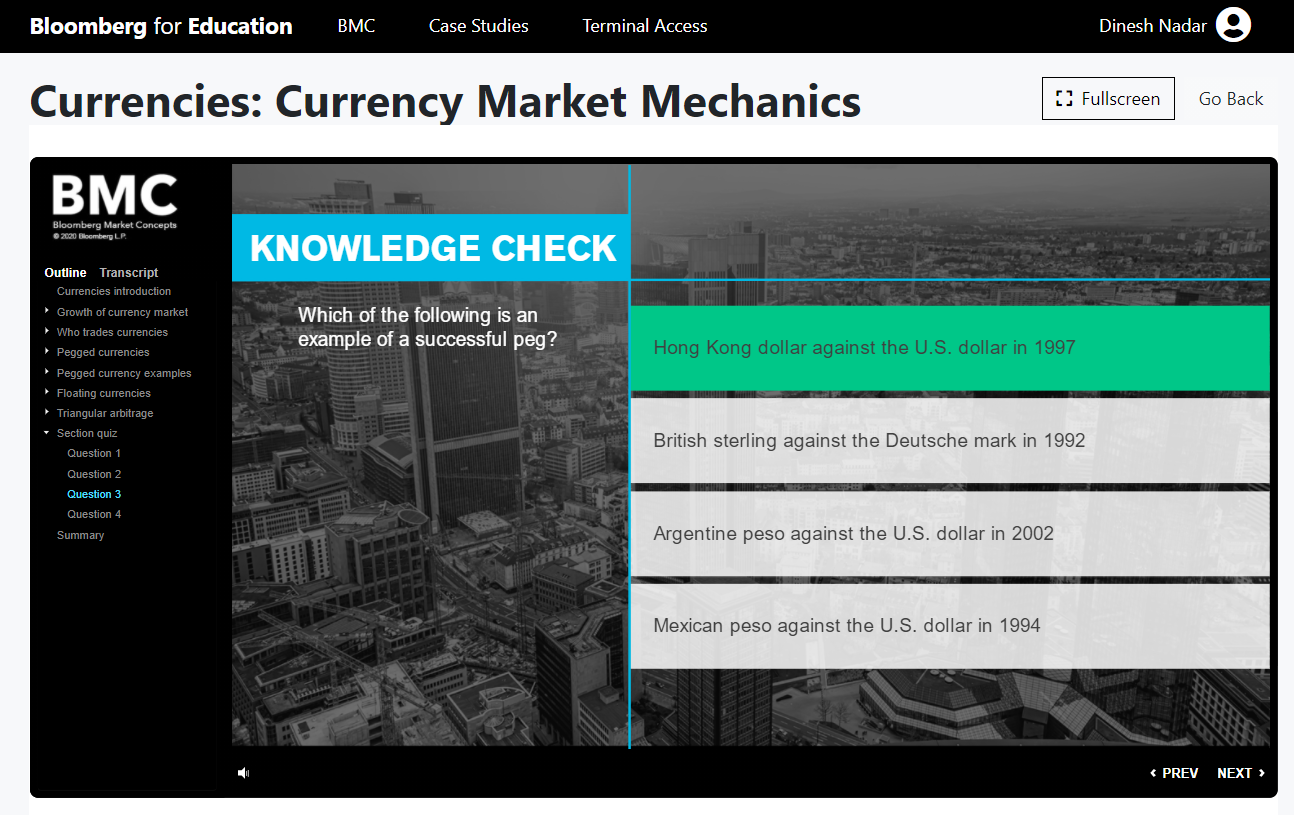 Bloomberg for Education
BMC
Case Studies
Terminal Access
Dinesh Nadar
Currencies: Currency Market Mechanics
Fullscreen
Go Back
BMC
Bloomberg Market Concepts
© 2020 Bloomberg L.P.
Outline
Transcript
Currencies introduction
Growth of currency market
Who trades currencies
Pegged currencies
Pegged currency examples
Floating currencies
Triangular arbitrage
Section quiz
Question 1
Question 2
Question 3
Question 4
Summary
KNOWLEDGE CHECK
Which of the following is an
example of a successful peg?
Hong Kong dollar against the U.S. dollar in 1997
British sterling against the Deutsche mark in 1992
Argentine peso against the U.S. dollar in 2002
Mexican peso against the U.S. dollar in 1994
PREV
NEXT